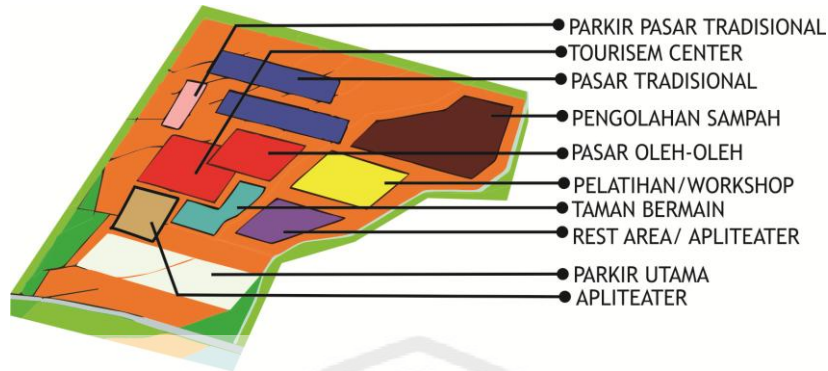 PARKIR PASAR TRADISIONAL
TOURISEM CENTER
PASAR TRADISIONAL
PENGOLAHAN SAMPAH
PASAR OLEH-OLEH
PELATIHAN/WORKSHOP
TAMAN BERMAIN
REST AREA/ APLITEATER
PARKIR UTAMA
APLITEATER